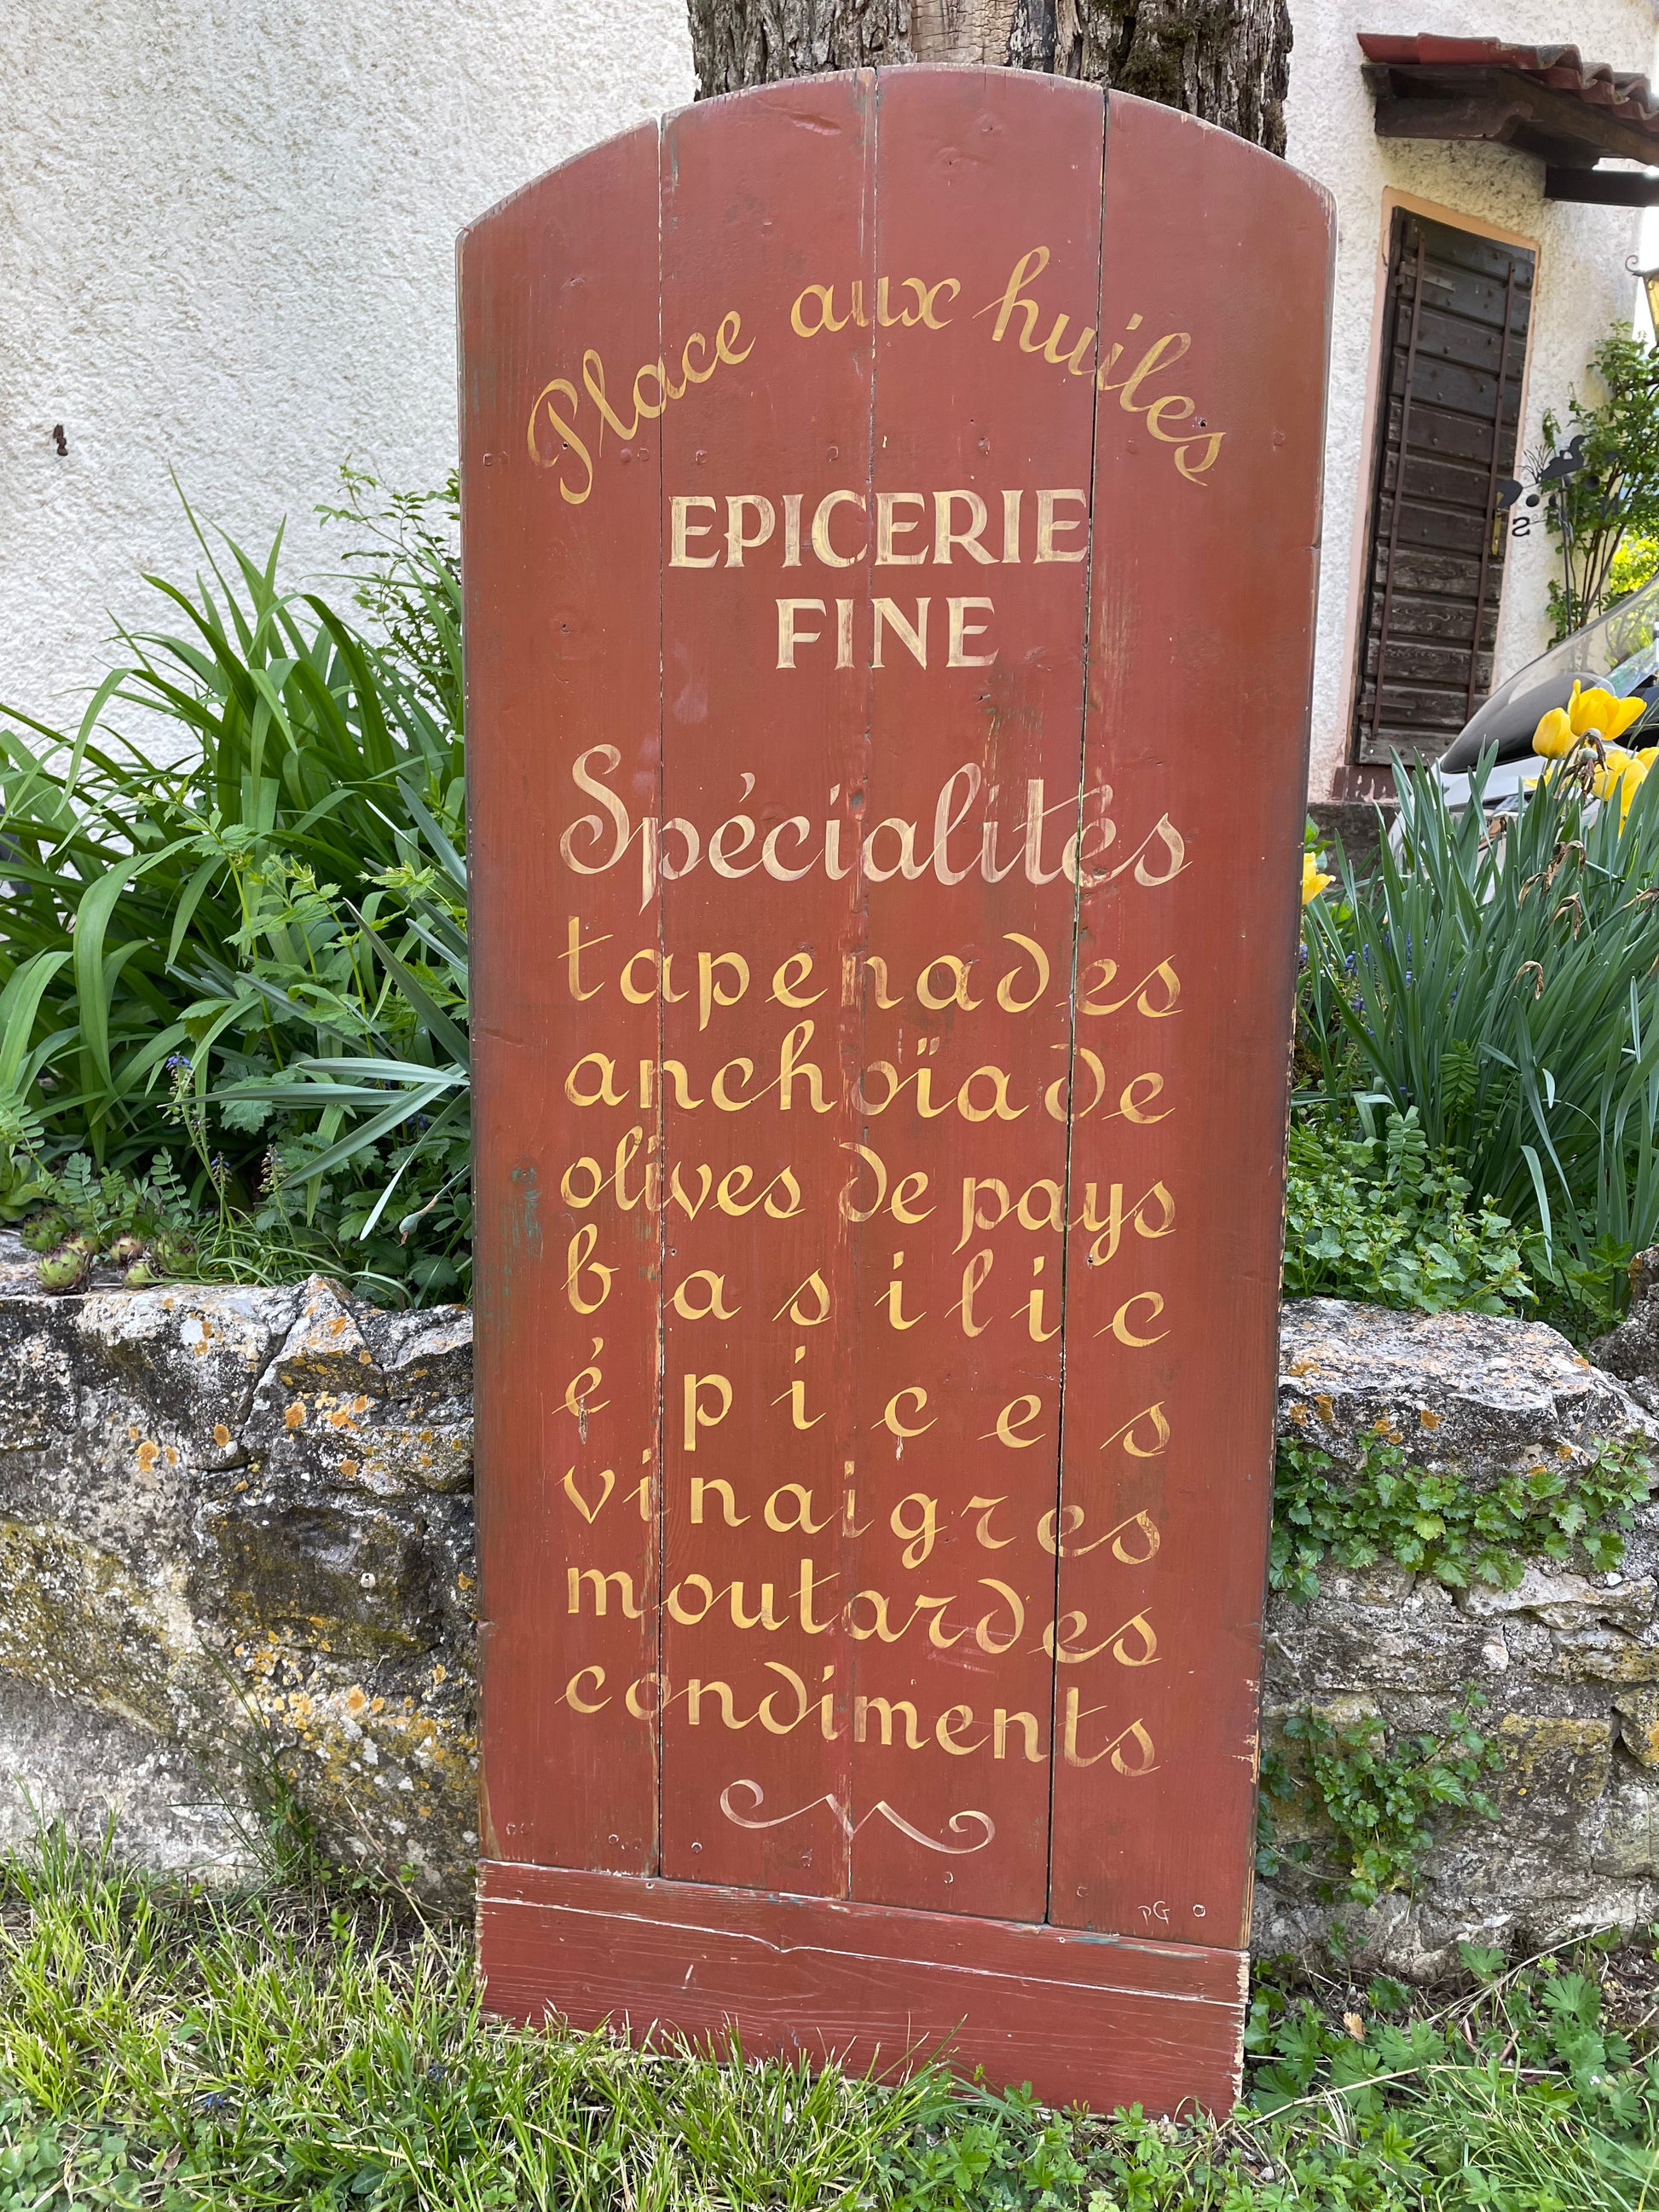 Place aux huiles
EPICERIE
FINE
Spécialités
tapenades
anchoïade
olives de pays
basilic
épices
vinaigres
moutardes
condiments
PG